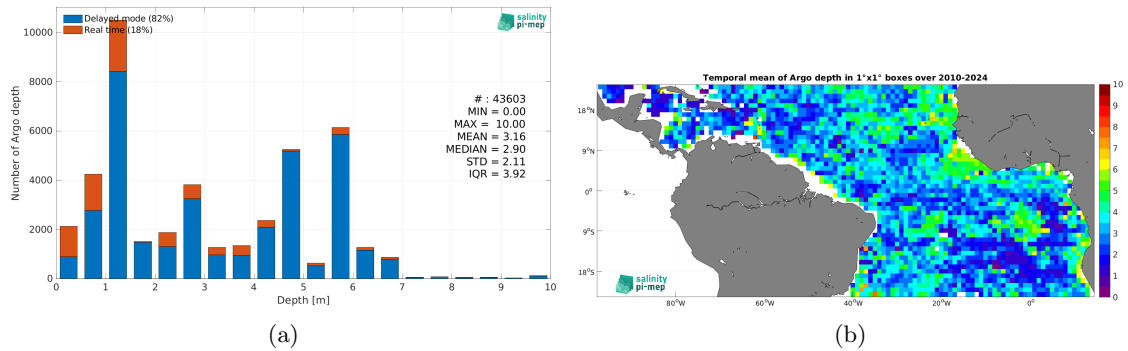 Delayed mode (82%)
Real time (18%)
salinity
pi-mep
10000
8000
6000
4000
2000
0
Number of Argo depth
# : 43603
MIN = 0.00
MAX = 10.00
MEAN = 3.16
MEDIAN = 2.90
STD = 2.11
IQR = 3.92
0 1 2 3 4 5 6 7 8 9 10
Depth [m]
(a)
Temporal mean of Argo depth in 1°x1° boxes over 2010-2024
18°N
9°N
0°
9°S
18°S
80°W 60°W 40°W 20°W 0°
salinity
pi-mep
10
9
8
7
6
5
4
3
2
1
0
(b)